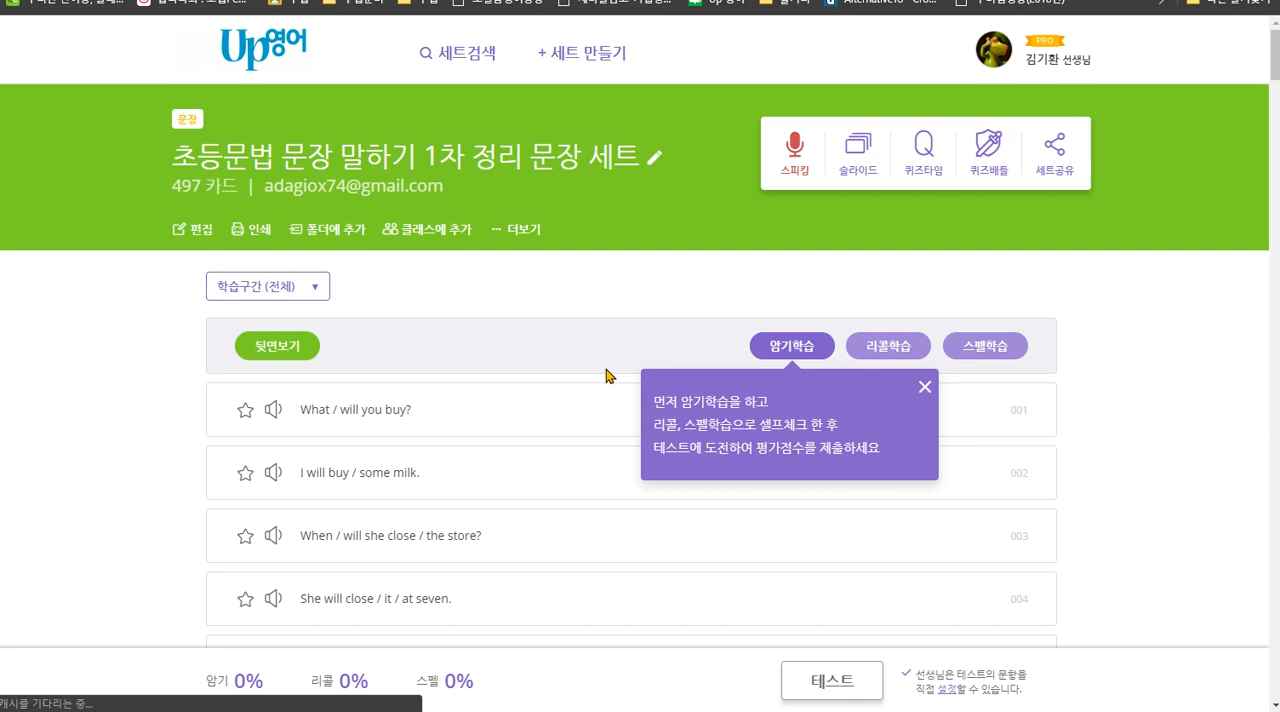 Up영어
세트검색
+ 세트 만들기
PRO
김기환 선생님
문장
초등문법 문장 말하기 1차 정리 문장 세트
497 카드 | adagiox74@gmail.com
스피킹
슬라이드
퀴즈타임
퀴즈배틀
세트공유
편집
인쇄
폴더에 추가
클래스에 추가
··· 더보기
학습구간 (전체) ▼
뒷면보기
암기학습
리콜학습
스펠학습
먼저 암기학습을 하고
리콜, 스펠학습으로 셀프체크 한 후
테스트에 도전하여 평가점수를 제출하세요
What / will you buy?
001
I will buy / some milk.
002
When / will she close / the store?
003
She will close / it / at seven.
004
암기 0%
리콜 0%
스펠 0%
테스트
선생님은 테스트의 문항을
직접 설정할 수 있습니다.
캐시를 기다리는 중...